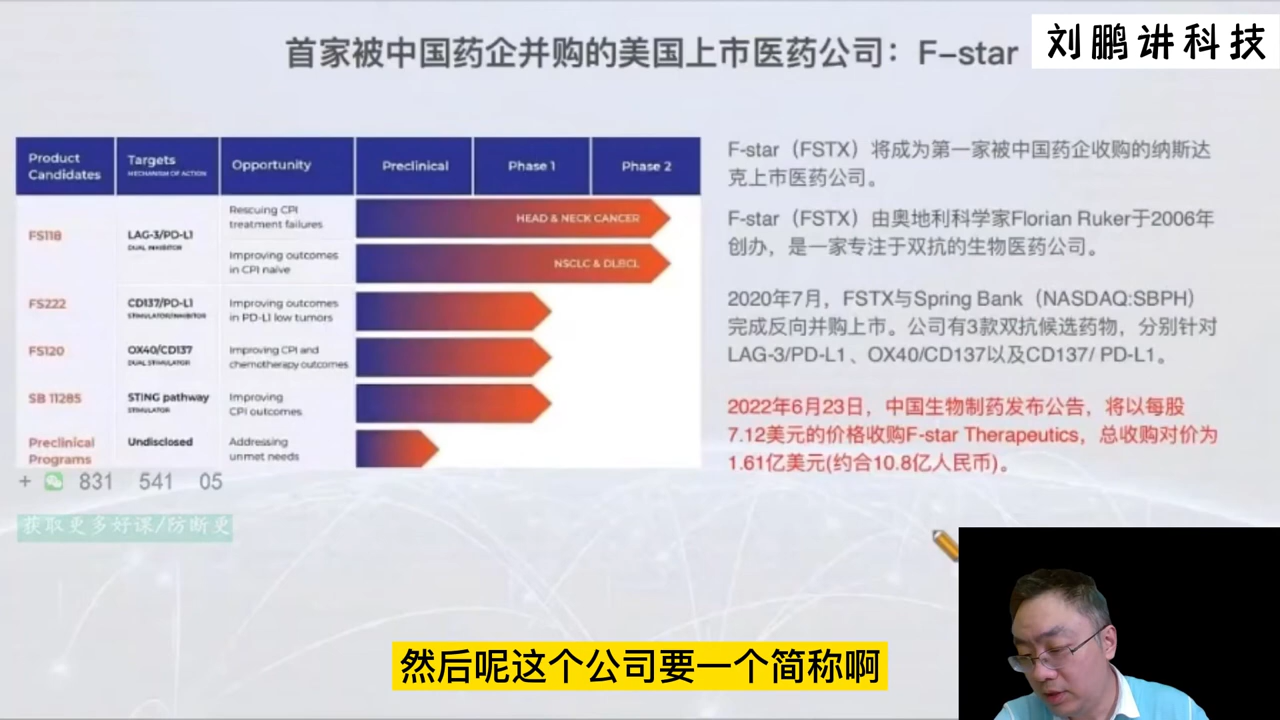 首家被中国药企并购的美国上市医药公司：F-star
刘鹏讲科技
Product Candidates
Targets
MECHANISM OF ACTION
Opportunity
Preclinical
Phase 1
Phase 2
FS118
LAG-3/PD-L1
DUAL INHIBITOR
Rescuing CPI
treatment failures
HEAD & NECK CANCER
Improving outcomes
in CPI naïve
NSCLC & DLBCL
FS222
CD137/PD-L1
STIMULATOR/INHIBITOR
Improving outcomes
in PD-L1 low tumors
FS120
OX40/CD137
DUAL STIMULATOR
Improving CPI and
chemotherapy outcomes
SB 11285
STING pathway
STIMULATOR
Improving
CPI outcomes
Preclinical
Programs
Undisclosed
Addressing
unmet needs
F-star（FSTX）将成为第一家被中国药企收购的纳斯达
克上市医药公司。
F-star（FSTX）由奥地利科学家Florian Ruker于2006年
创办，是一家专注于双抗的生物医药公司。
2020年7月，FSTX与Spring Bank（NASDAQ:SBPH）
完成反向并购上市。公司有3款双抗候选药物，分别针对
LAG-3/PD-L1、OX40/CD137以及CD137/ PD-L1。
2022年6月23日，中国生物制药发布公告，将以每股
7.12美元的价格收购F-star Therapeutics，总收购对价为
1.61亿美元(约合10.8亿人民币)。
+ 831 541 05
获取更多好课/防断更
然后呢这个公司要一个简称啊